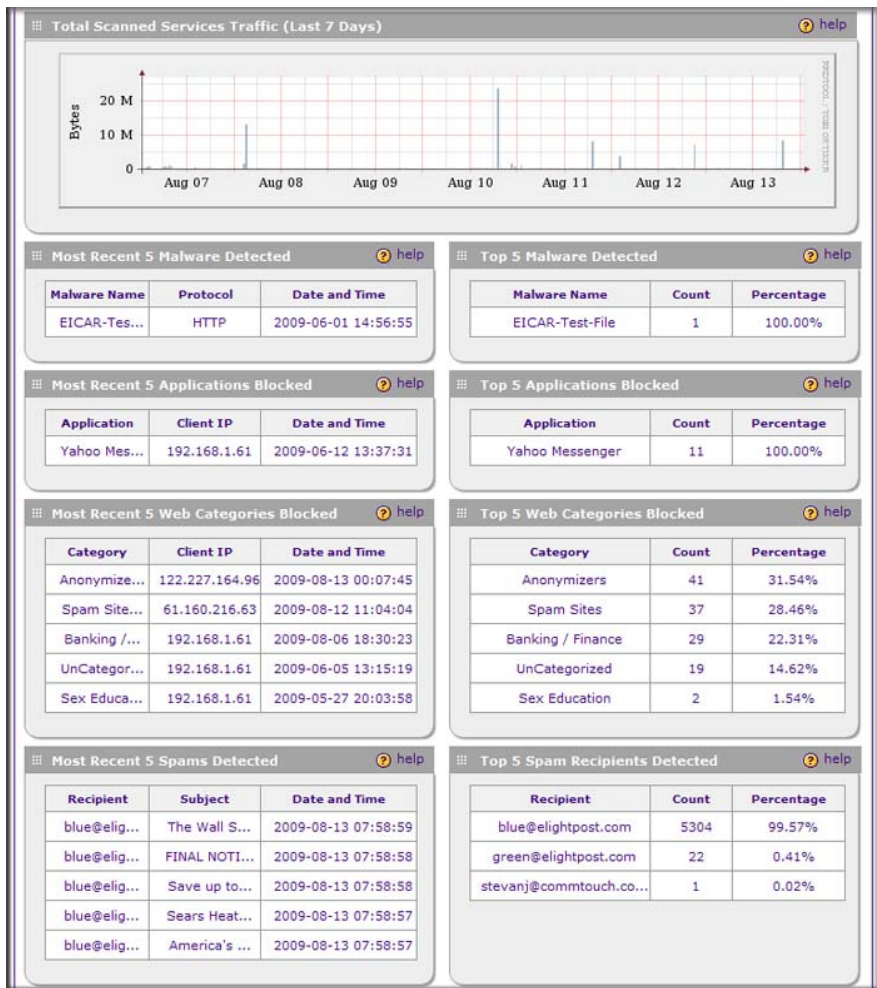 Total Scanned Services Traffic (Last 7 Days) help
RRDTOOL / TOBI OETIKER
Bytes
20 M
10 M
0
Aug 07 Aug 08 Aug 09 Aug 10 Aug 11 Aug 12 Aug 13
Most Recent 5 Malware Detected help
Malware Name Protocol Date and Time
EICAR-Tes... HTTP 2009-06-01 14:56:55
Top 5 Malware Detected help
Malware Name Count Percentage
EICAR-Test-File 1 100.00%
Most Recent 5 Applications Blocked help
Application Client IP Date and Time
Yahoo Mes... 192.168.1.61 2009-06-12 13:37:31
Top 5 Applications Blocked help
Application Count Percentage
Yahoo Messenger 11 100.00%
Most Recent 5 Web Categories Blocked help
Category Client IP Date and Time
Anonymize... 122.227.164.96 2009-08-13 00:07:45
Spam Site... 61.160.216.63 2009-08-12 11:04:04
Banking /... 192.168.1.61 2009-08-06 18:30:23
UnCategor... 192.168.1.61 2009-06-05 13:15:19
Sex Educa... 192.168.1.61 2009-05-27 20:03:58
Top 5 Web Categories Blocked help
Category Count Percentage
Anonymizers 41 31.54%
Spam Sites 37 28.46%
Banking / Finance 29 22.31%
UnCategorized 19 14.62%
Sex Education 2 1.54%
Most Recent 5 Spams Detected help
Recipient Subject Date and Time
blue@elig... The Wall S... 2009-08-13 07:58:59
blue@elig... FINAL NOTI... 2009-08-13 07:58:58
blue@elig... Save up to... 2009-08-13 07:58:58
blue@elig... Sears Heat... 2009-08-13 07:58:57
blue@elig... America's ... 2009-08-13 07:58:57
Top 5 Spam Recipients Detected help
Recipient Count Percentage
blue@elightpost.com 5304 99.57%
green@elightpost.com 22 0.41%
stevanj@commtouch.co... 1 0.02%